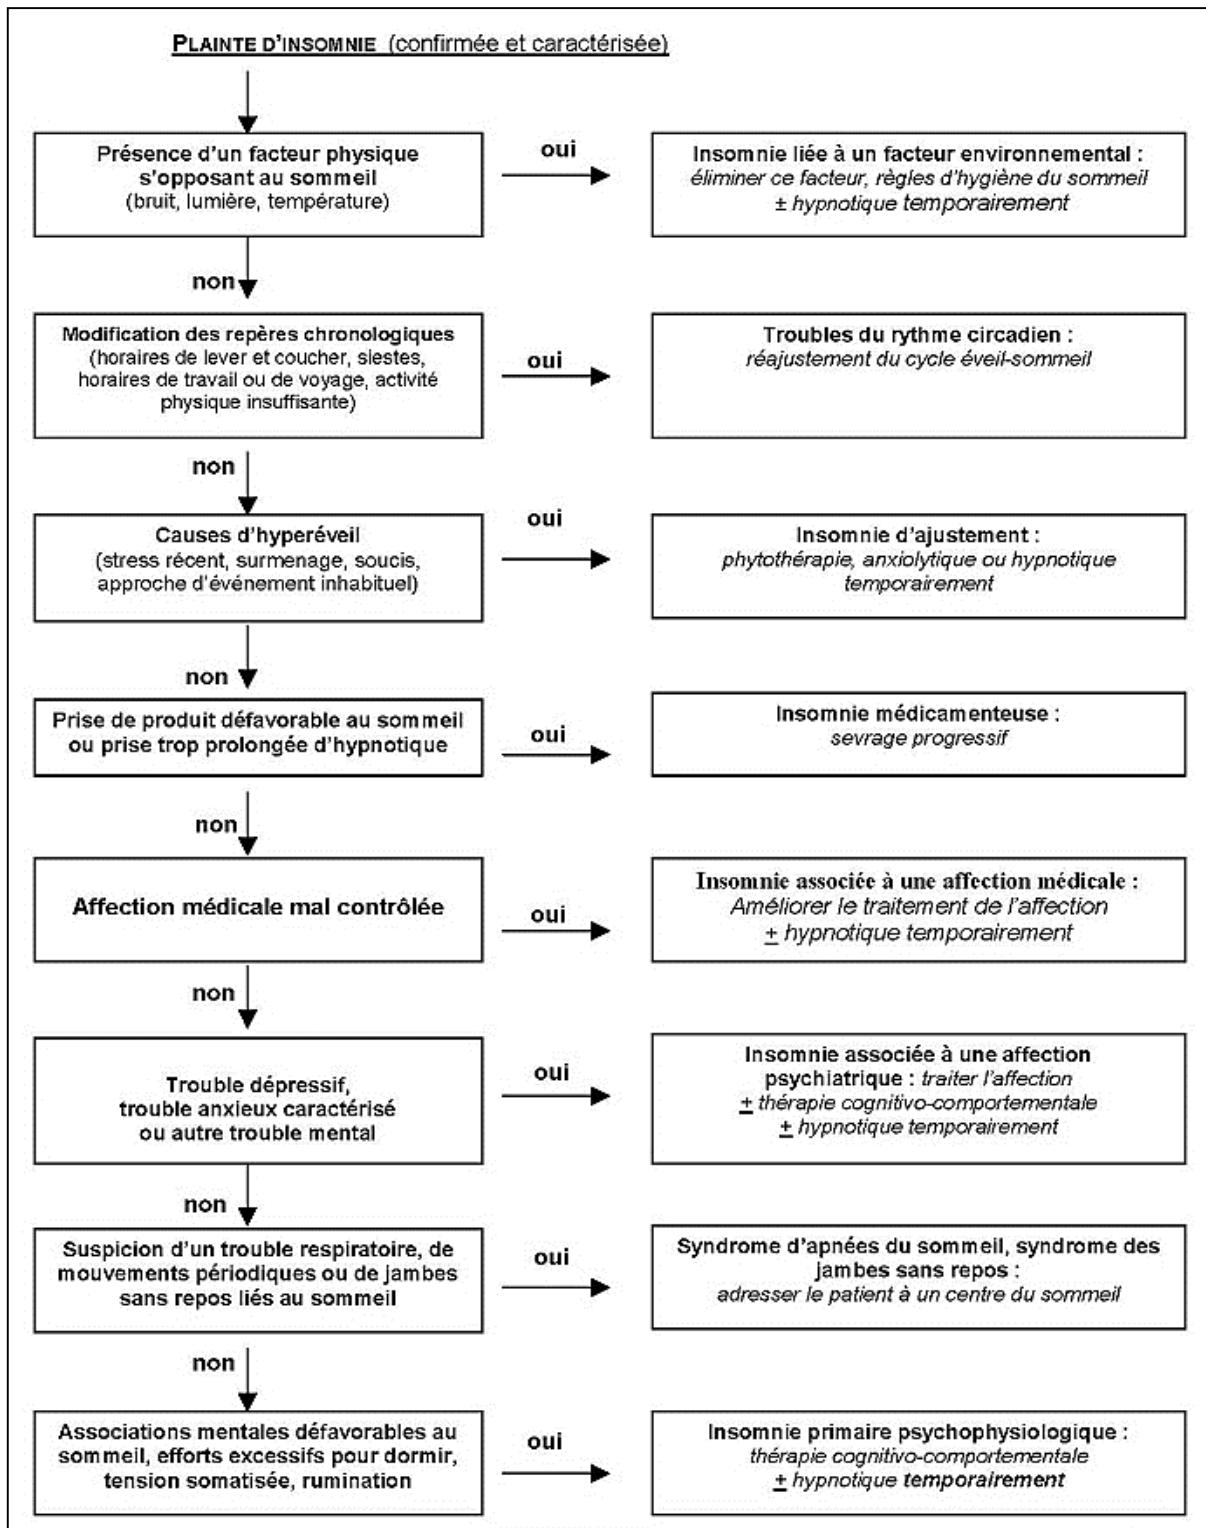 PLAINTE D'INSOMNIE (confirmée et caractérisée)
Présence d'un facteur physique
s'opposant au sommeil
(bruit, lumière, température)
oui
Insomnie liée à un facteur environnemental :
éliminer ce facteur, règles d'hygiène du sommeil
± hypnotique temporairement
non
Modification des repères chronologiques
(horaires de lever et coucher, siestes,
horaires de travail ou de voyage, activité
physique insuffisante)
oui
Troubles du rythme circadien :
réajustement du cycle éveil-sommeil
non
Causes d'hyperéveil
(stress récent, surmenage, soucis,
approche d'événement inhabituel)
oui
Insomnie d'ajustement :
phytothérapie, anxiolytique ou hypnotique
temporairement
non
Prise de produit défavorable au sommeil
ou prise trop prolongée d'hypnotique
oui
Insomnie médicamenteuse :
sevrage progressif
non
Affection médicale mal contrôlée
oui
Insomnie associée à une affection médicale :
Améliorer le traitement de l'affection
± hypnotique temporairement
non
Trouble dépressif,
trouble anxieux caractérisé
ou autre trouble mental
oui
Insomnie associée à une affection
psychiatrique : traiter l'affection
± thérapie cognitivo-comportementale
± hypnotique temporairement
non
Suspicion d'un trouble respiratoire, de
mouvements périodiques ou de jambes
sans repos liés au sommeil
oui
Syndrome d'apnées du sommeil, syndrome des
jambes sans repos :
adresser le patient à un centre du sommeil
non
Associations mentales défavorables au
sommeil, efforts excessifs pour dormir,
tension somatisée, rumination
oui
Insomnie primaire psychophysiologique :
thérapie cognitivo-comportementale
± hypnotique temporairement